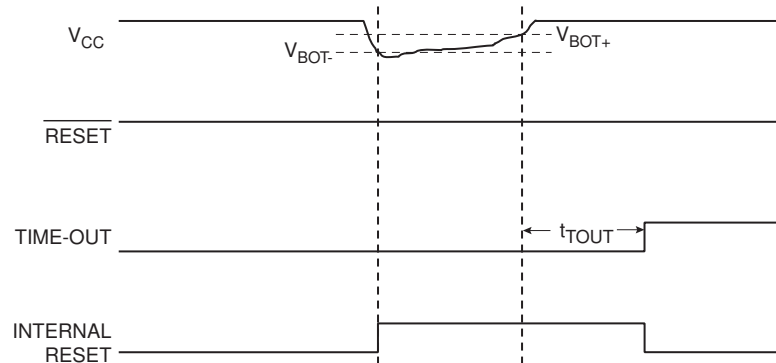 VCC
VBOT-
VBOT+
RESET
TIME-OUT
tTOUT
INTERNAL
RESET